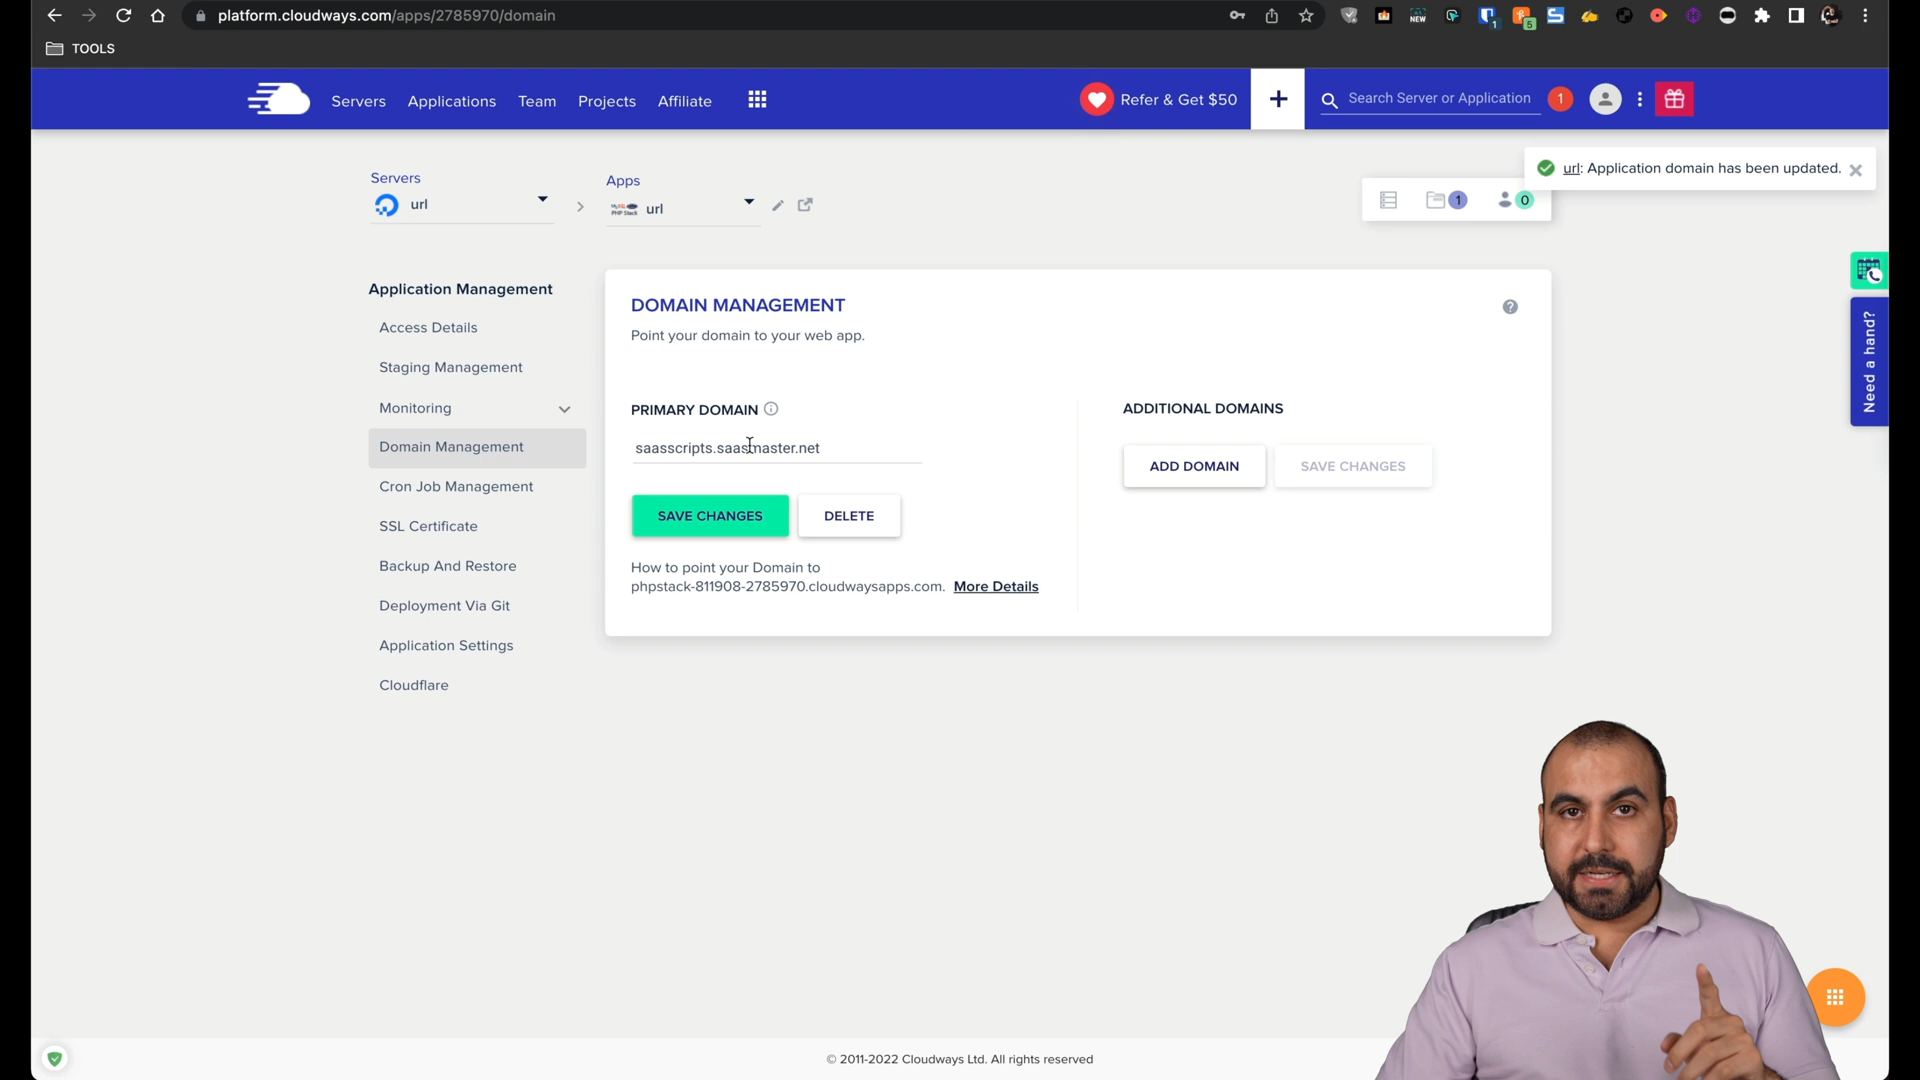 platform.cloudways.com/apps/2785970/domain
NEW
1
5
TOOLS
Servers
Applications
Team
Projects
Affiliate
Refer & Get $50
+
Search Server or Application
1
url: Application domain has been updated.
Servers
url
Apps
url
1
0
Application Management
Access Details
Staging Management
Monitoring
Domain Management
Cron Job Management
SSL Certificate
Backup And Restore
Deployment Via Git
Application Settings
Cloudflare
DOMAIN MANAGEMENT
Point your domain to your web app.
PRIMARY DOMAIN
saasscripts.saasmaster.net
SAVE CHANGES
DELETE
How to point your Domain to
phpstack-811908-2785970.cloudwaysapps.com. More Details
ADDITIONAL DOMAINS
ADD DOMAIN
SAVE CHANGES
Need a hand?
© 2011-2022 Cloudways Ltd. All rights reserved